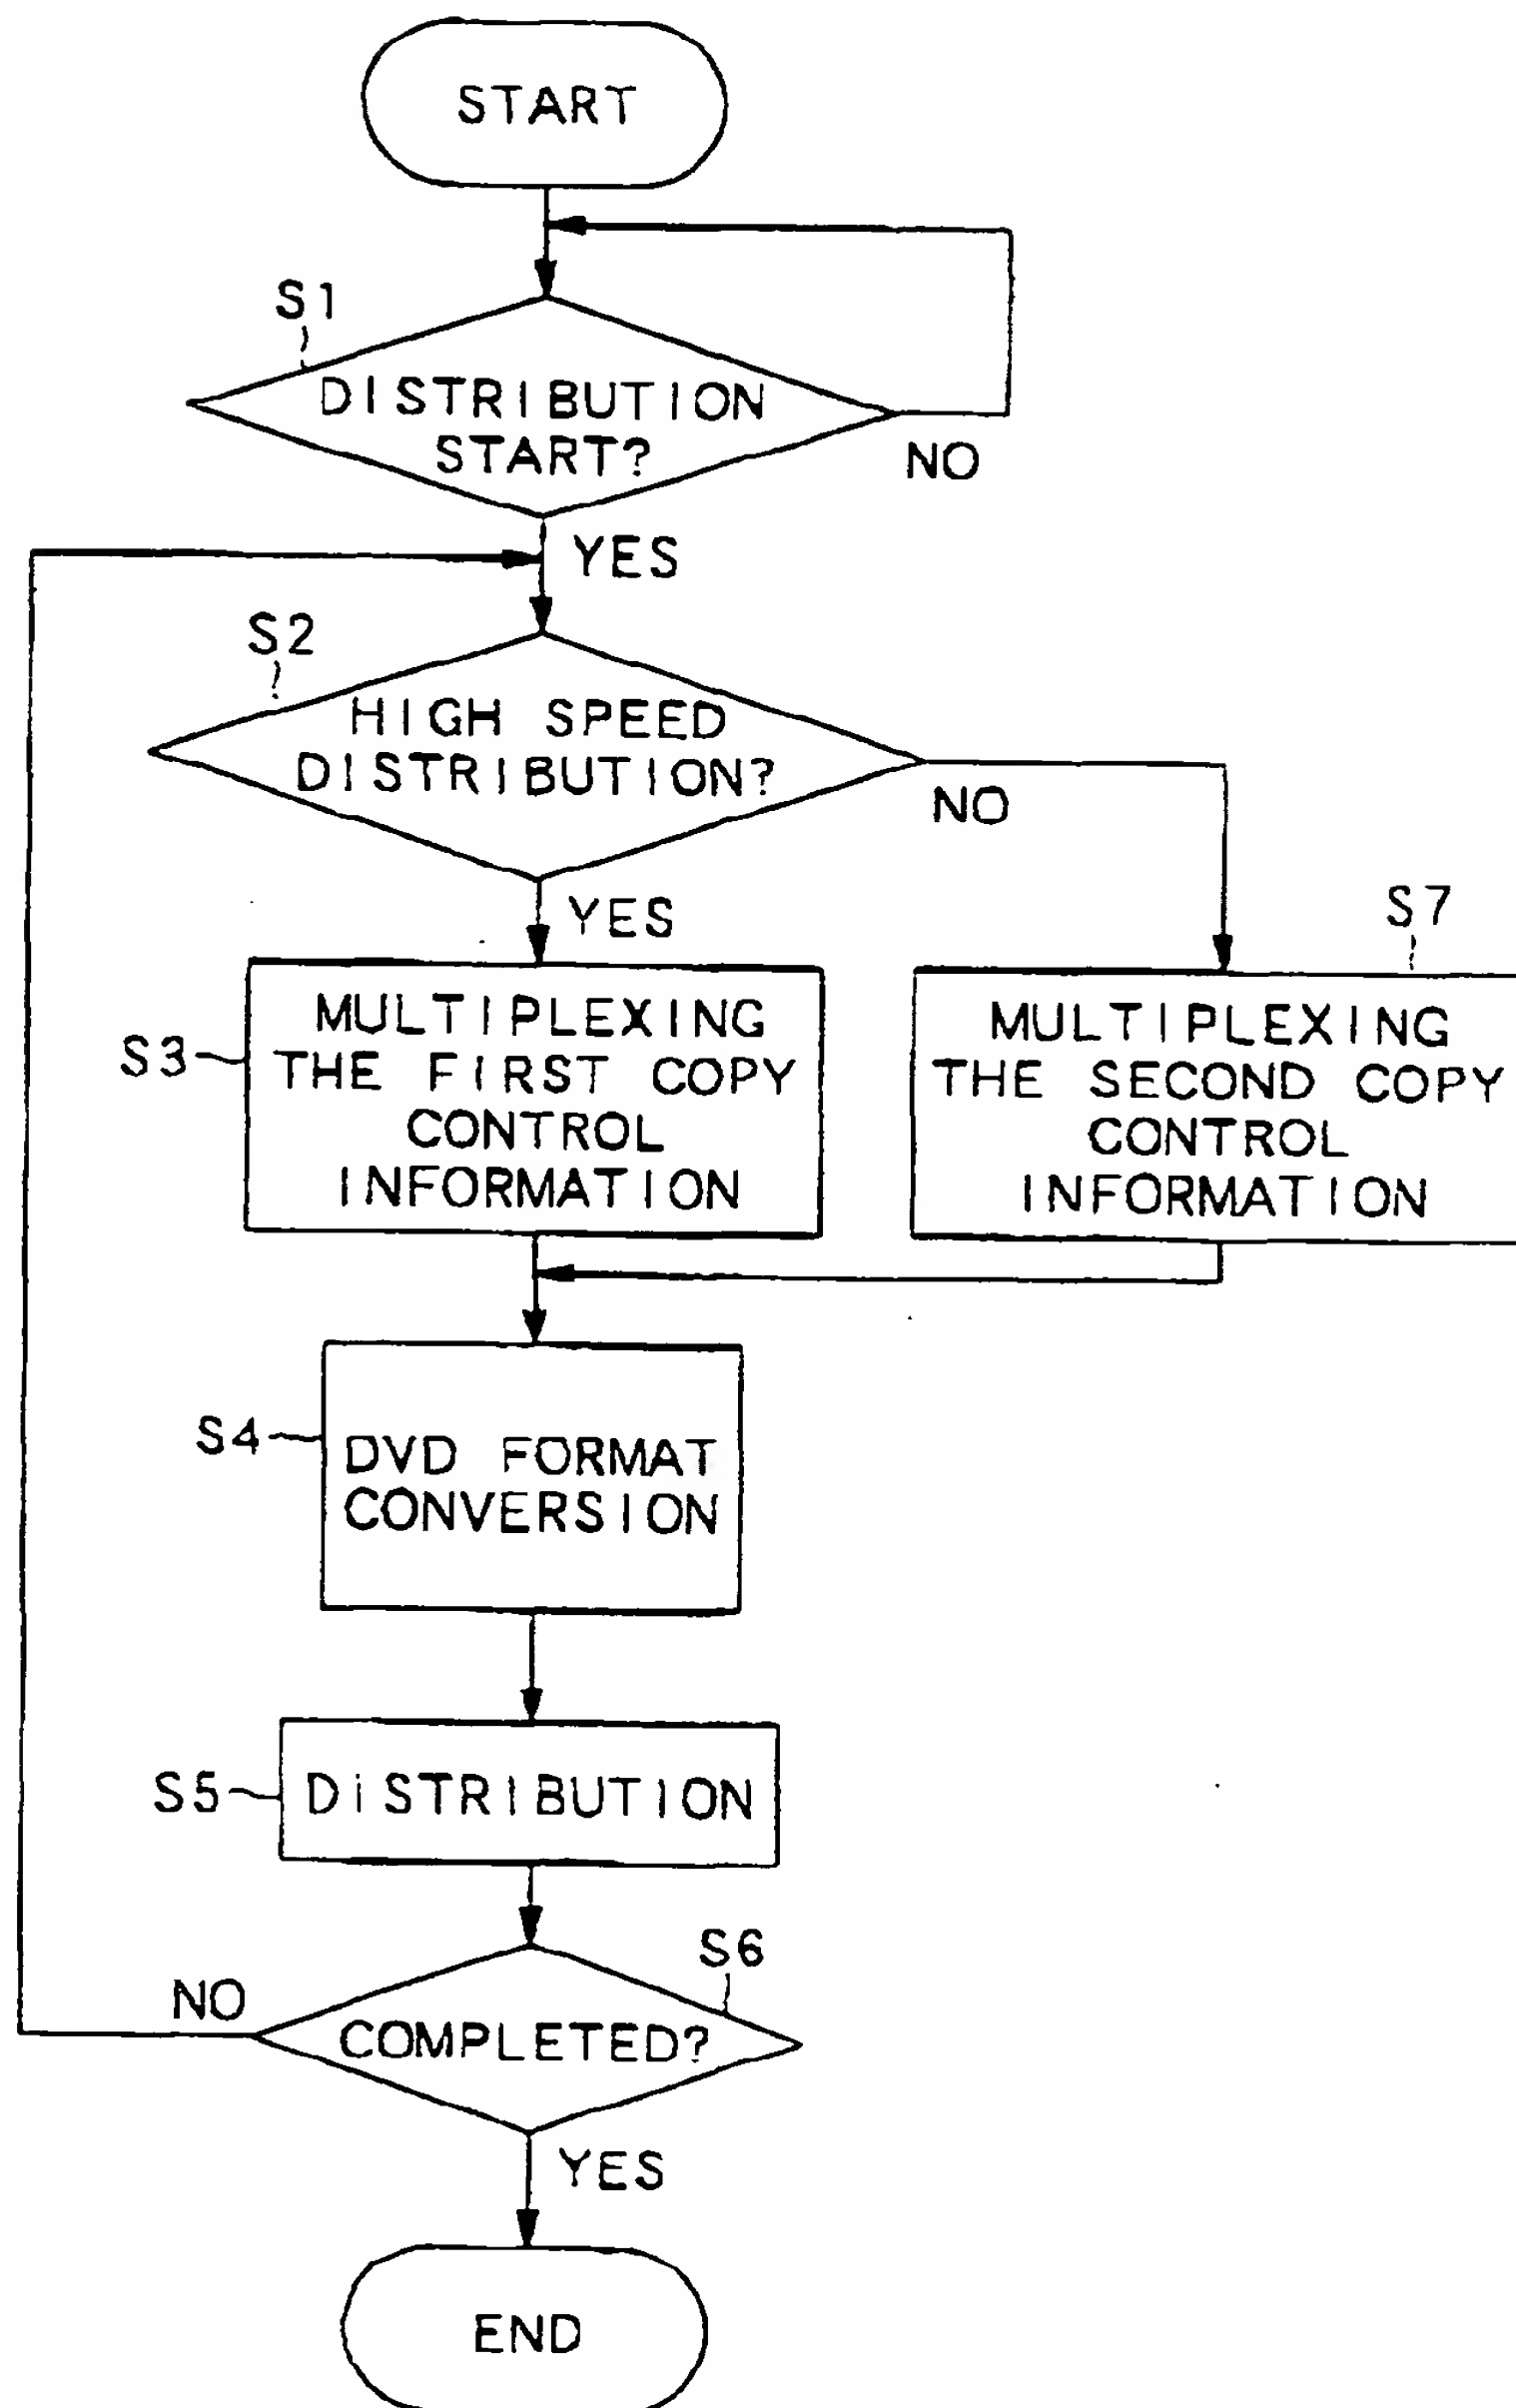 START
S1
DISTRIBUTION
START?
NO
YES
S2
HIGH SPEED
DISTRIBUTION?
NO
YES
S7
S3
MULTIPLEXING
THE FIRST COPY
CONTROL
INFORMATION
MULTIPLEXING
THE SECOND COPY
CONTROL
INFORMATION
S4
DVD FORMAT
CONVERSION
S5
DiSTRIBUTION
S6
NO
COMPLETED?
YES
END